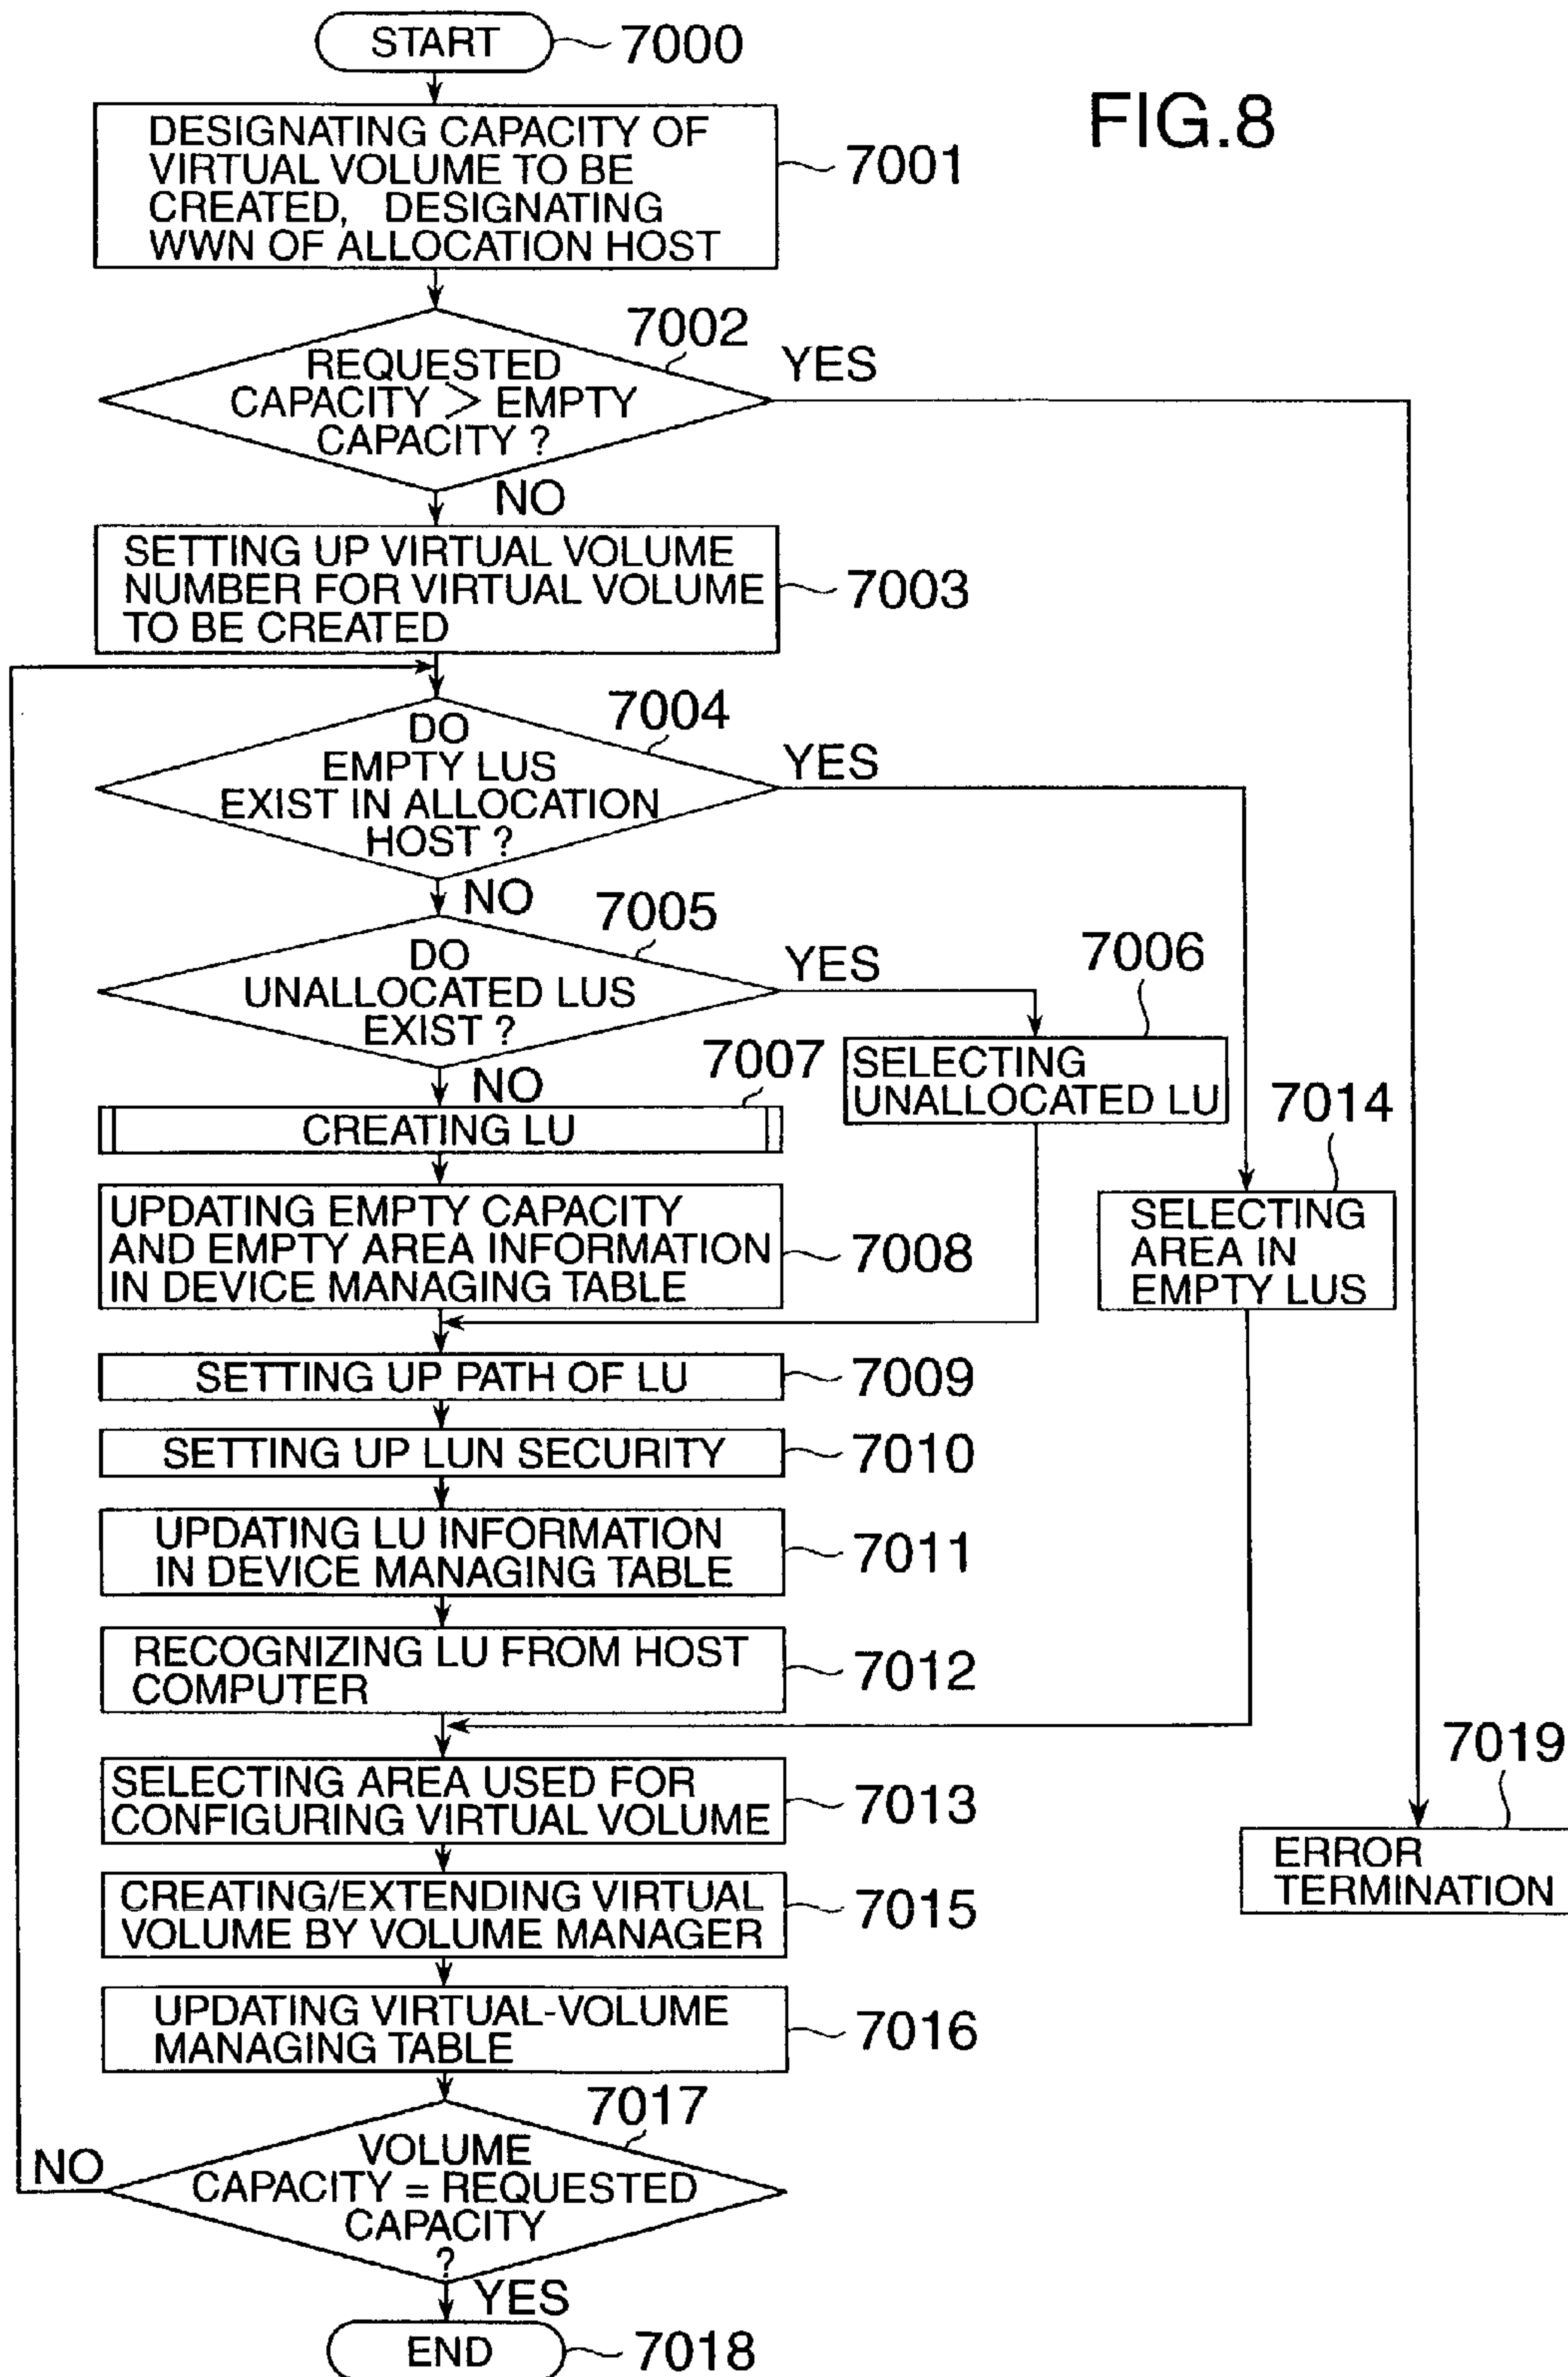 FIG.8
START
7000
DESIGNATING CAPACITY OF
VIRTUAL VOLUME TO BE
CREATED, DESIGNATING
WWN OF ALLOCATION HOST
7001
7002
REQUESTED
CAPACITY > EMPTY
CAPACITY ?
YES
NO
SETTING UP VIRTUAL VOLUME
NUMBER FOR VIRTUAL VOLUME
TO BE CREATED
7003
7004
DO
EMPTY LUS
EXIST IN ALLOCATION
HOST ?
YES
NO
7005
DO
UNALLOCATED LUS
EXIST ?
YES
7006
SELECTING
UNALLOCATED LU
NO
7007
CREATING LU
7014
SELECTING
AREA IN
EMPTY LUS
UPDATING EMPTY CAPACITY
AND EMPTY AREA INFORMATION
IN DEVICE MANAGING TABLE
7008
SETTING UP PATH OF LU
7009
SETTING UP LUN SECURITY
7010
UPDATING LU INFORMATION
IN DEVICE MANAGING TABLE
7011
RECOGNIZING LU FROM HOST
COMPUTER
7012
SELECTING AREA USED FOR
CONFIGURING VIRTUAL VOLUME
7013
7019
ERROR
TERMINATION
CREATING/EXTENDING VIRTUAL
VOLUME BY VOLUME MANAGER
7015
UPDATING VIRTUAL-VOLUME
MANAGING TABLE
7016
7017
VOLUME
CAPACITY = REQUESTED
CAPACITY
?
NO
YES
END
7018